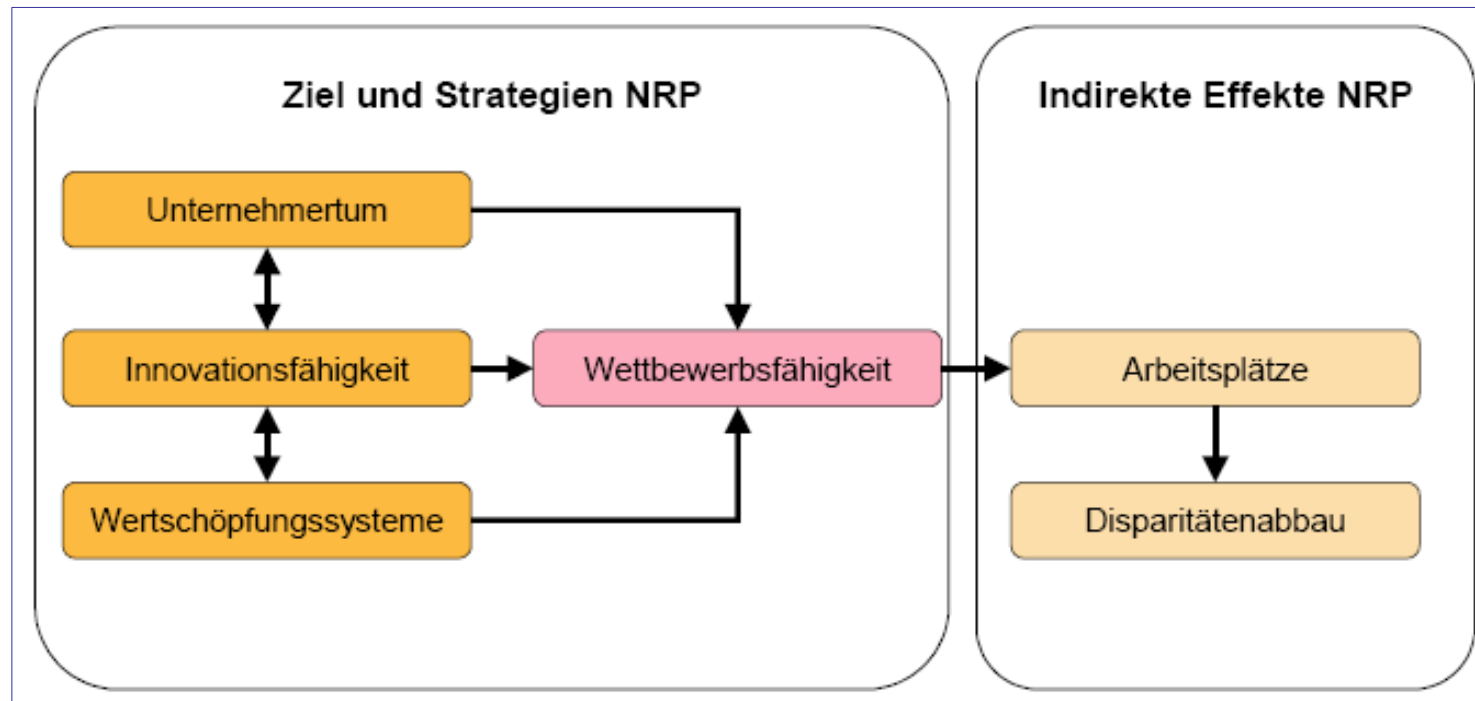 Ziel und Strategien NRP
Unternehmertum
Innovationsfähigkeit
Wertschöpfungssysteme
Wettbewerbsfähigkeit
Indirekte Effekte NRP
Arbeitsplätze
Disparitätenabbau